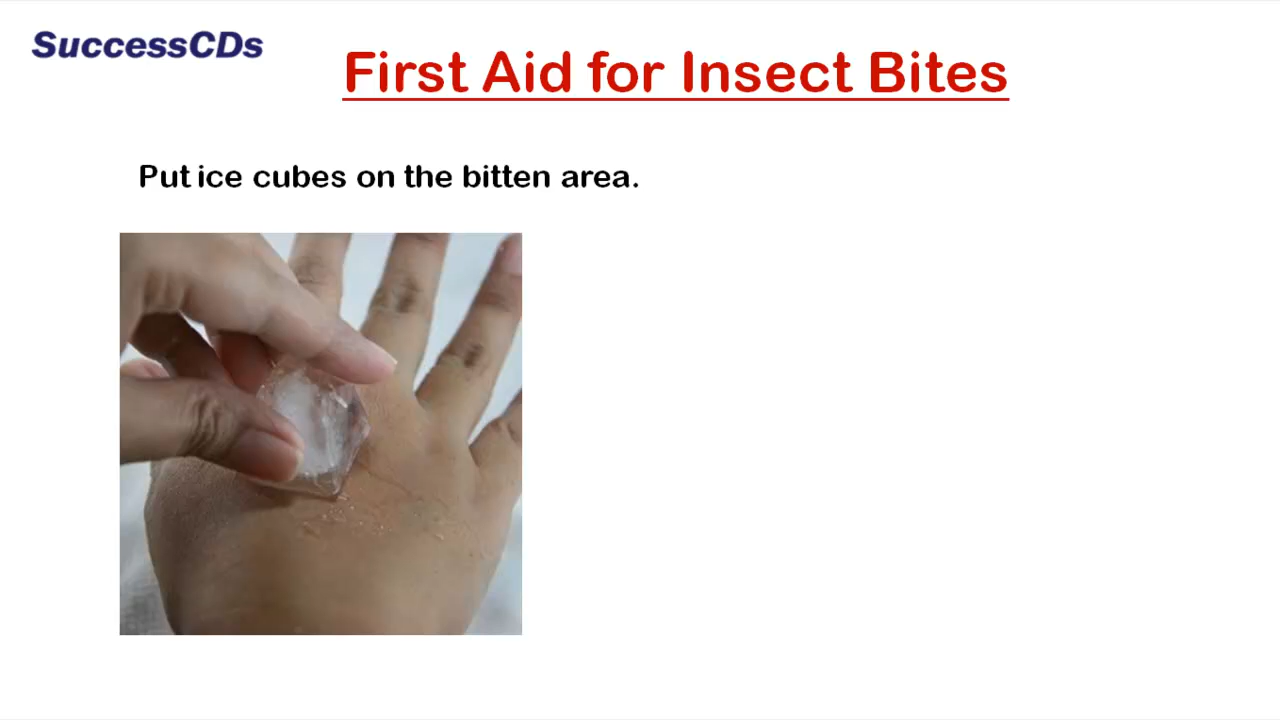 SuccessCDs
First Aid for Insect Bites
Put ice cubes on the bitten area.